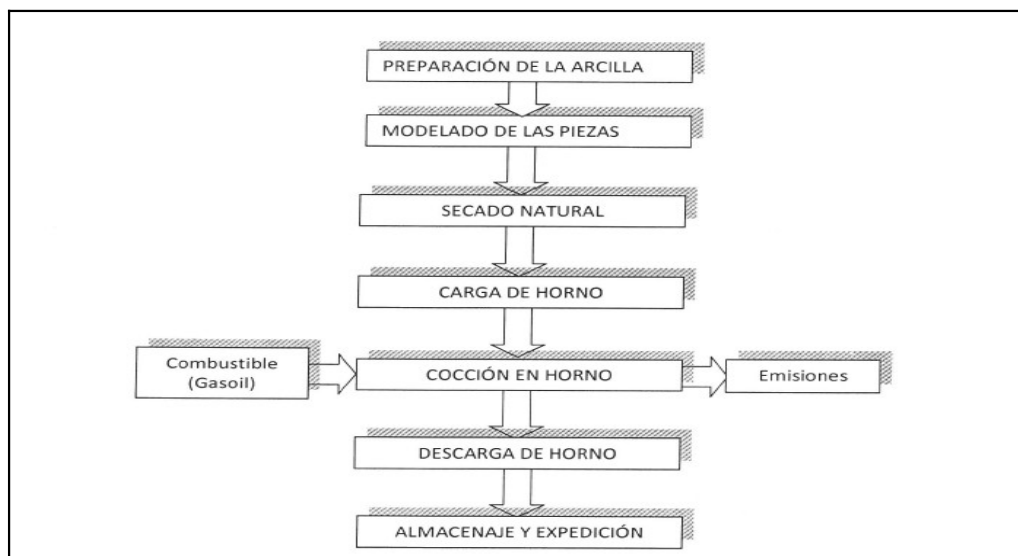 PREPARACIÓN DE LA ARCILLA
MODELADO DE LAS PIEZAS
SECADO NATURAL
CARGA DE HORNO
Combustible
(Gasoil)
COCCIÓN EN HORNO
Emisiones
DESCARGA DE HORNO
ALMACENAJE Y EXPEDICIÓN